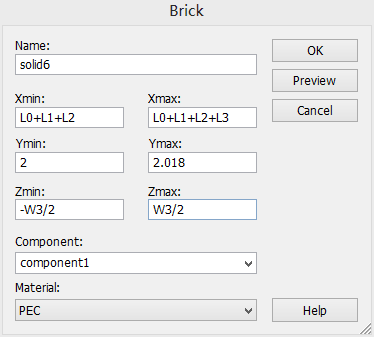 Brick
Name:
solid6
OK
Preview
Cancel
Xmin: Xmax:
L0+L1+L2 L0+L1+L2+L3
Ymin: Ymax:
2 2.018
Zmin: Zmax:
-W3/2 W3/2
Component:
component1
Material:
PEC
Help